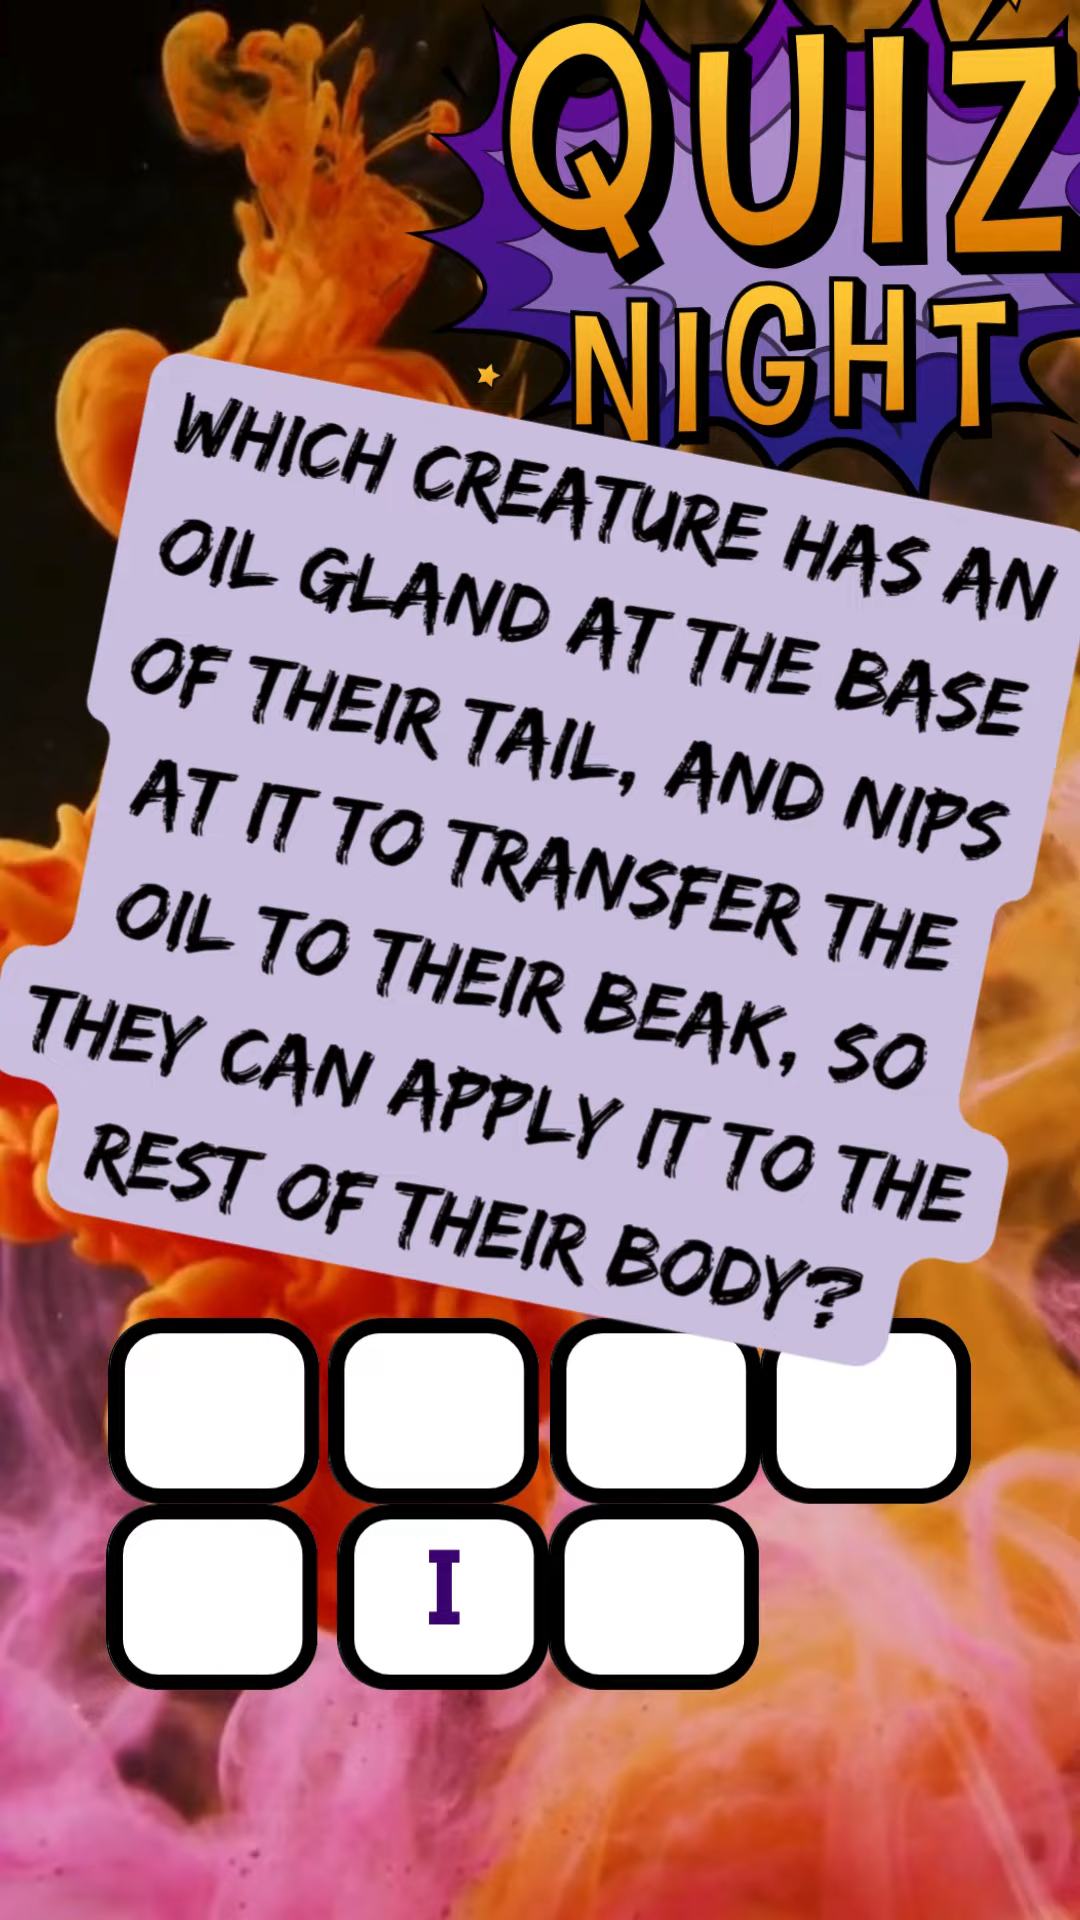 QUIZ
NIGHT
WHICH CREATURE HAS AN
OIL GLAND AT THE BASE
OF THEIR TAIL, AND NIPS
AT IT TO TRANSFER THE
OIL TO THEIR BEAK, SO
THEY CAN APPLY IT TO THE
REST OF THEIR BODY?
I